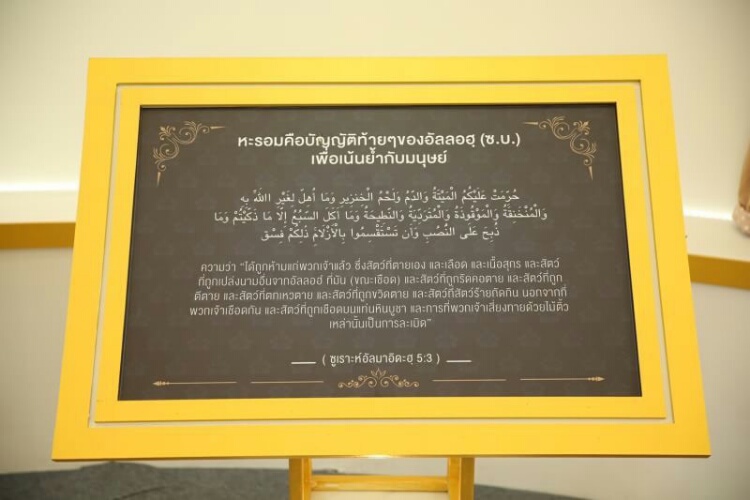 หะรอมคือบัญญัติท้ายๆของอัลลอฮฺ (ซ.บ.)
เพื่อเน้นย้ำกับมนุษย์
حُرِّمَتْ عَلَيْكُمُ الْمَيْتَةُ وَالدَّمُ وَلَحْمُ الْخِنزِيرِ وَمَا أُهِلَّ لِغَيْرِ اللَّهِ بِهِ
وَالْمُنْخَنِقَةُ وَالْمَوْقُوذَةُ وَالْمُتَرَدِّيَةُ وَالنَّطِيحَةُ وَمَا أَكَلَ السَّبُعُ إِلَّا مَا ذَكَّيْتُمْ وَمَا
ذُبِحَ عَلَى النُّصُبِ وَأَن تَسْتَقْسِمُوا بِالْأَزْلَامِ ذَلِكُمْ فِسْقٌ
ความว่า “ได้ถูกห้ามแก่พวกเจ้าแล้ว ซึ่งสัตว์ที่ตายเอง และเลือด และเนื้อสุกร และสัตว์
ที่ถูกเปล่งนามอื่นจากอัลลอฮ์ ที่มัน (ขณะเชือด) และสัตว์ที่ถูกรัดคอตาย และสัตว์ที่ถูก
ตีตาย และสัตว์ที่ตกเหวตาย และสัตว์ที่ถูกขวิดตาย และสัตว์ที่สัตว์ร้ายกัดกิน นอกจากที่
พวกเจ้าเชือดกัน และสัตว์ที่ถูกเชือดบนแท่นหินบูชา และการที่พวกเจ้าเสี่ยงทายด้วยไม้ติ้ว
เหล่านั้นเป็นการละเมิด”
( ซูเราะห์อัลมาอิดะฮฺ 5:3 )